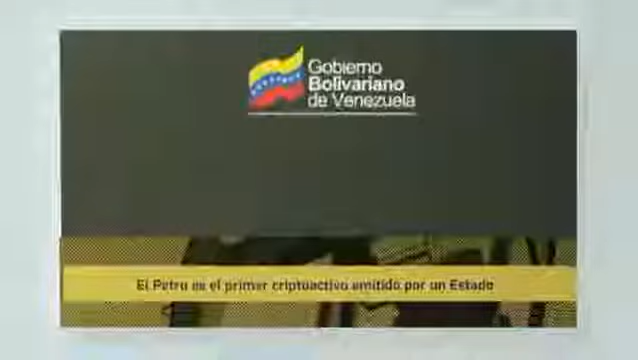 Gobierno
Bolivariano
de Venezuela
El Petro es el primer criptoactivo emitido por un Estado